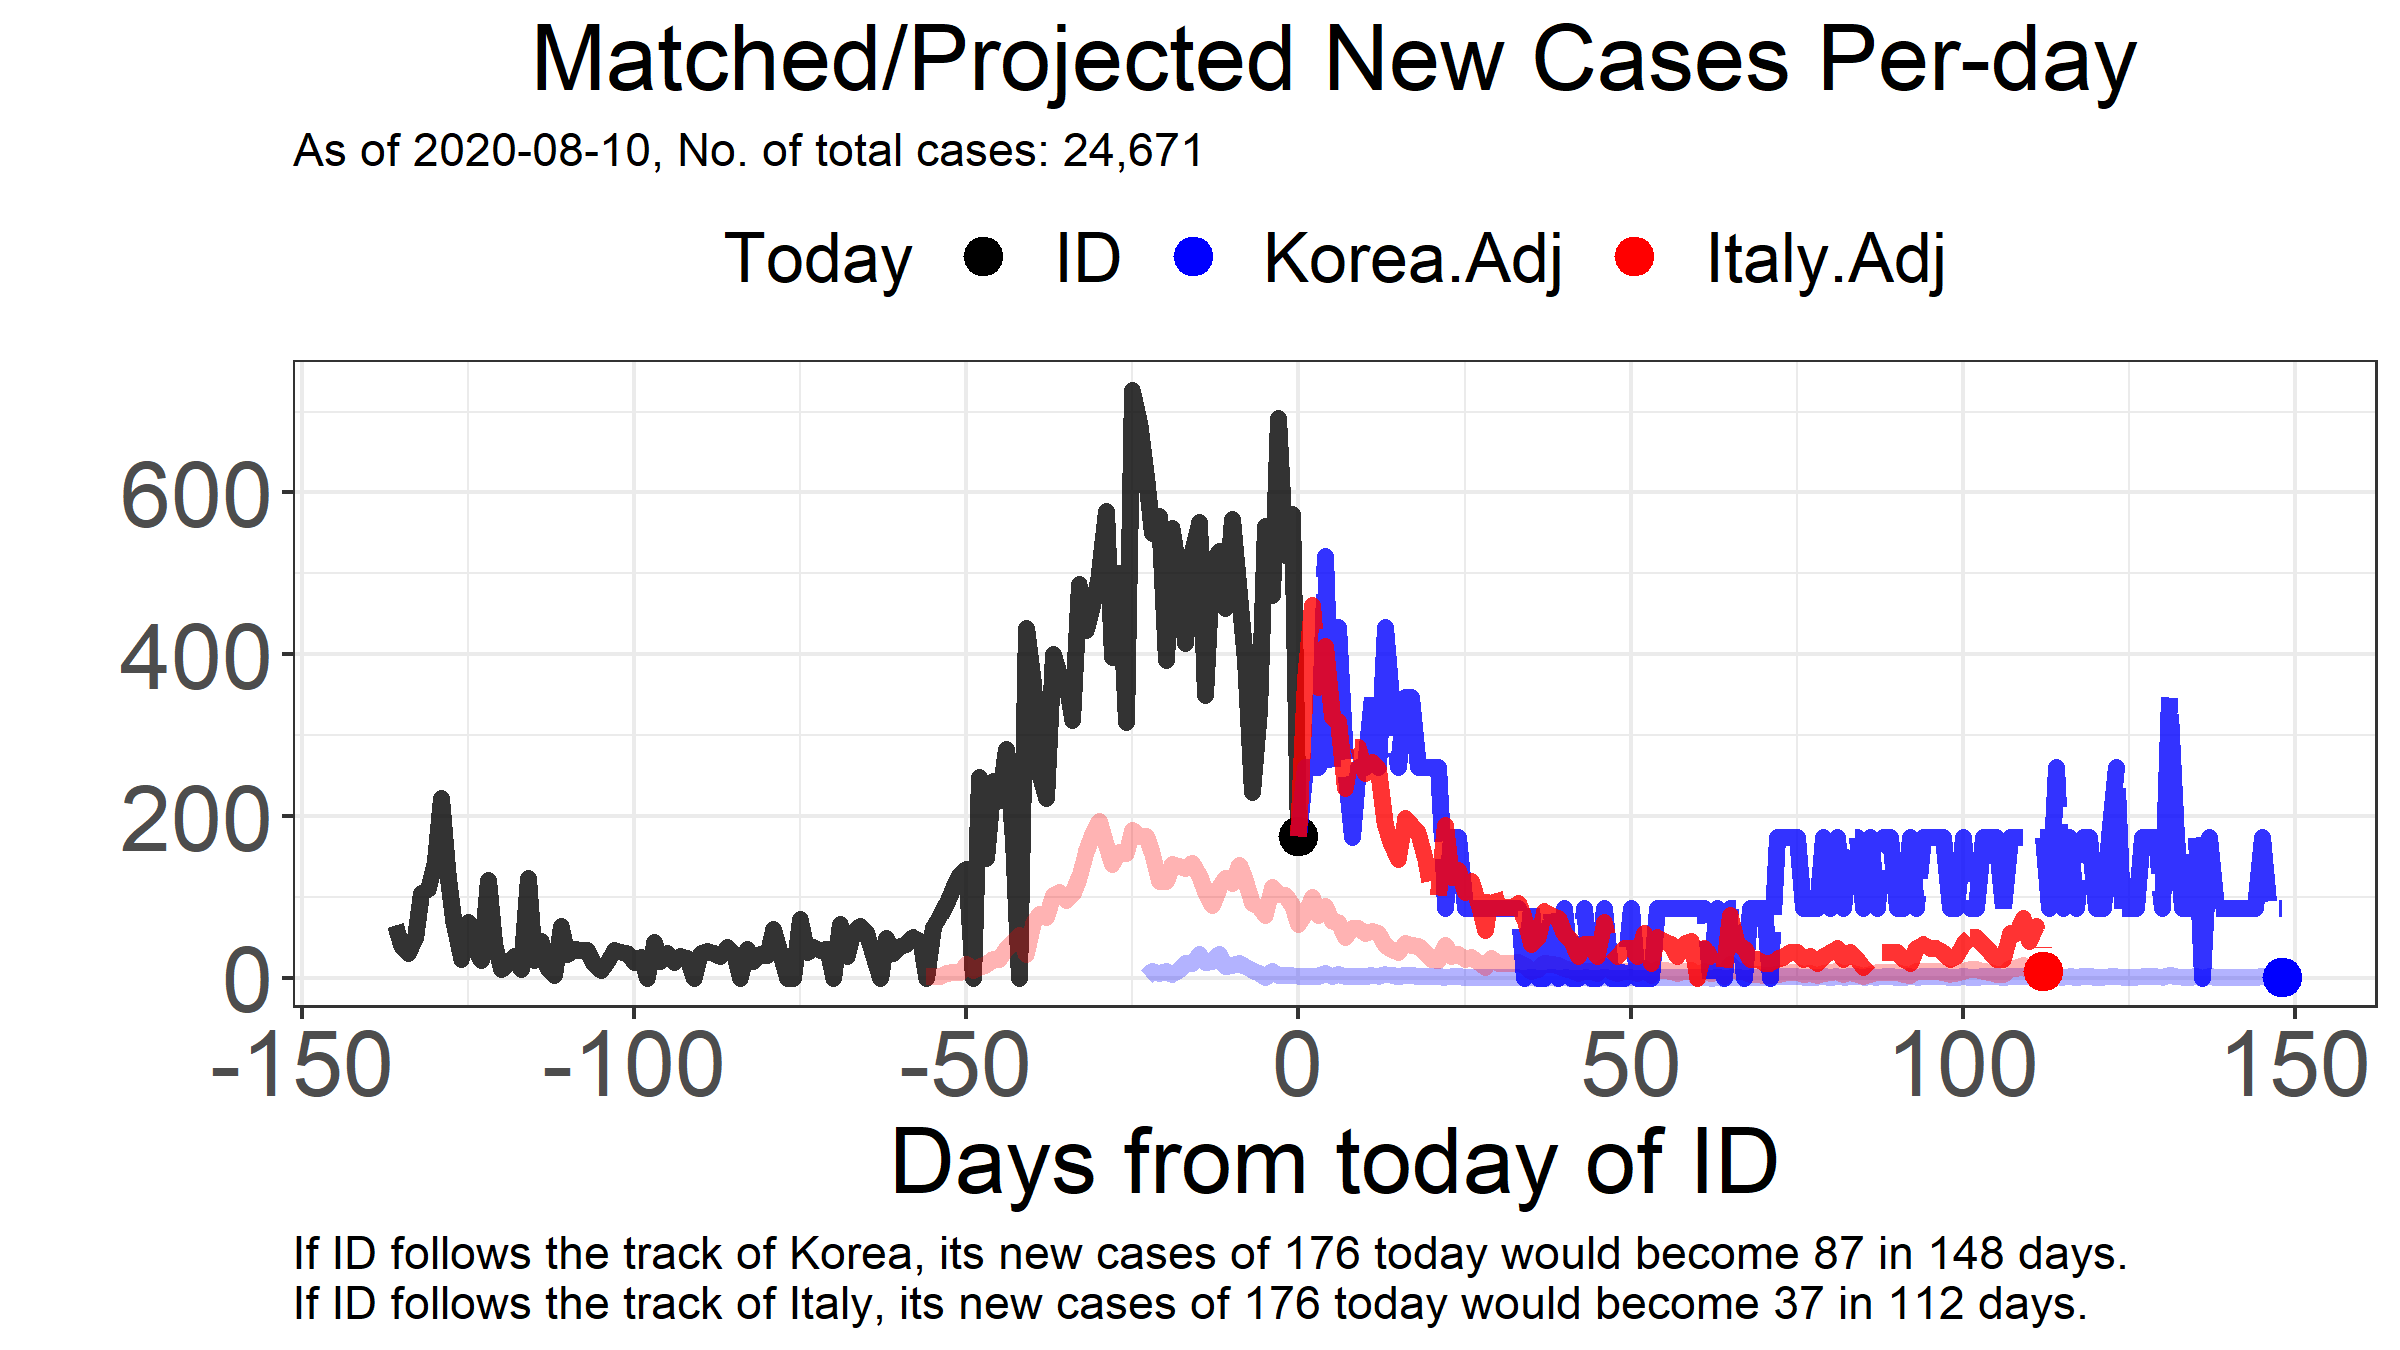 Matched/Projected New Cases Per-day
As of 2020-08-10, No. of total cases: 24,671
Today ID Korea.Adj Italy.Adj
600
400
200
0
-150 -100 -50 0 50 100 150
Days from today of ID
If ID follows the track of Korea, its new cases of 176 today would become 87 in 148 days.
If ID follows the track of Italy, its new cases of 176 today would become 37 in 112 days.